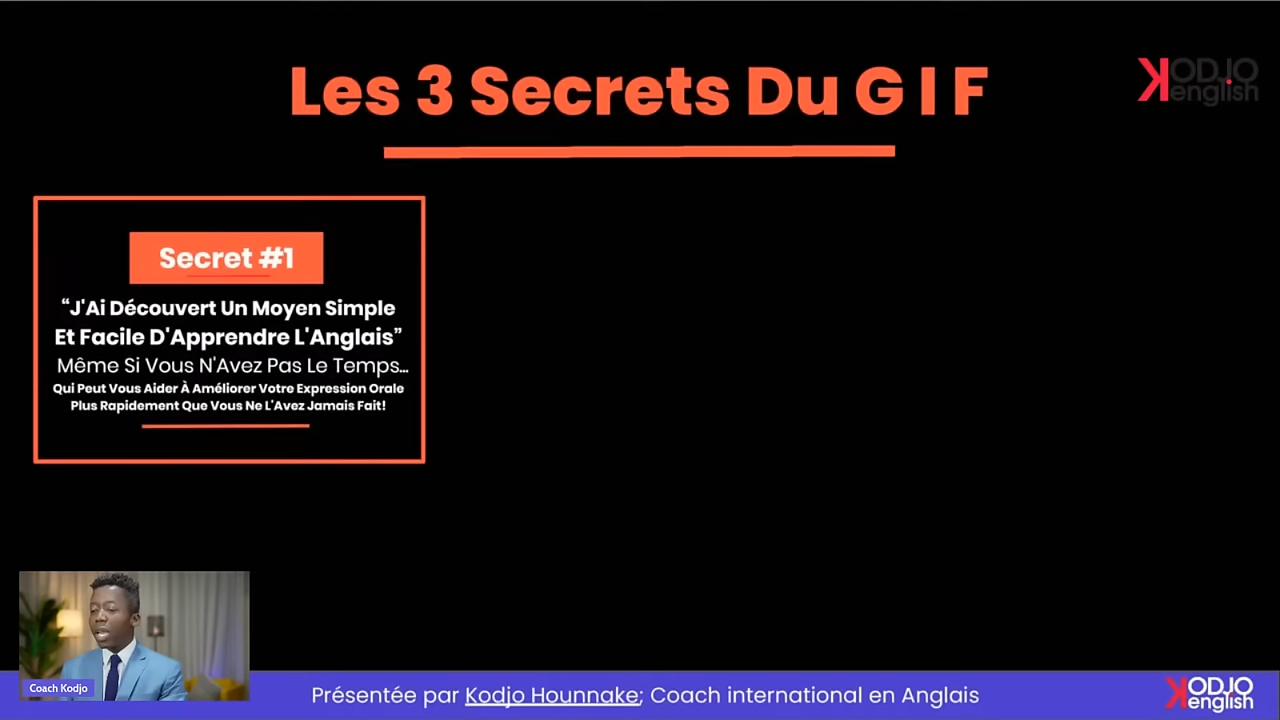 Les 3 Secrets Du G I F
KODJO
english
Secret #1
“J'Ai Découvert Un Moyen Simple
Et Facile D'Apprendre L'Anglais”
Même Si Vous N'Avez Pas Le Temps...
Qui Peut Vous Aider À Améliorer Votre Expression Orale
Plus Rapidement Que Vous Ne L'Avez Jamais Fait!
Coach Kodjo
Présentée par Kodjo Hounnake; Coach international en Anglais
KODJO
english